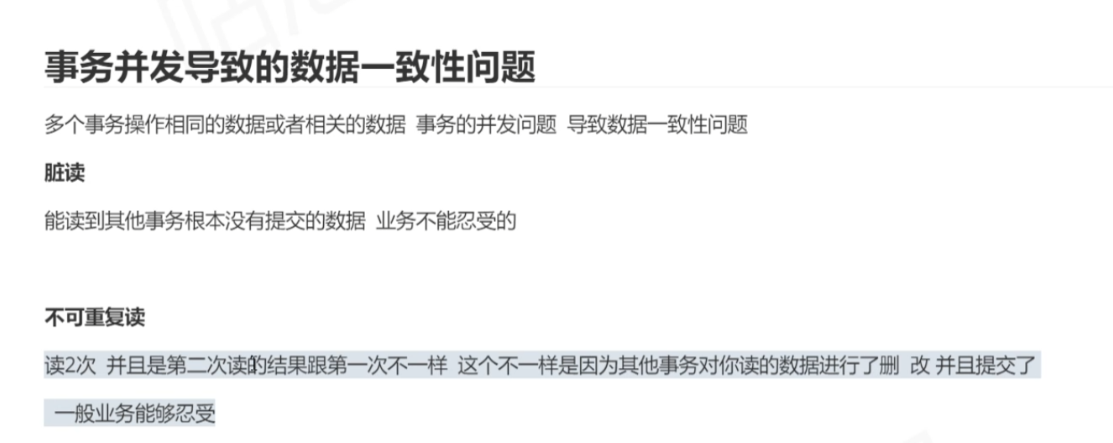 事务并发导致的数据一致性问题
多个事务操作相同的数据或者相关的数据 事务的并发问题 导致数据一致性问题
脏读
能读到其他事务根本没有提交的数据 业务不能忍受的
不可重复读
读2次 并且是第二次读的结果跟第一次不一样 这个不一样是因为其他事务对你读的数据进行了删 改 并且提交了
一般业务能够忍受